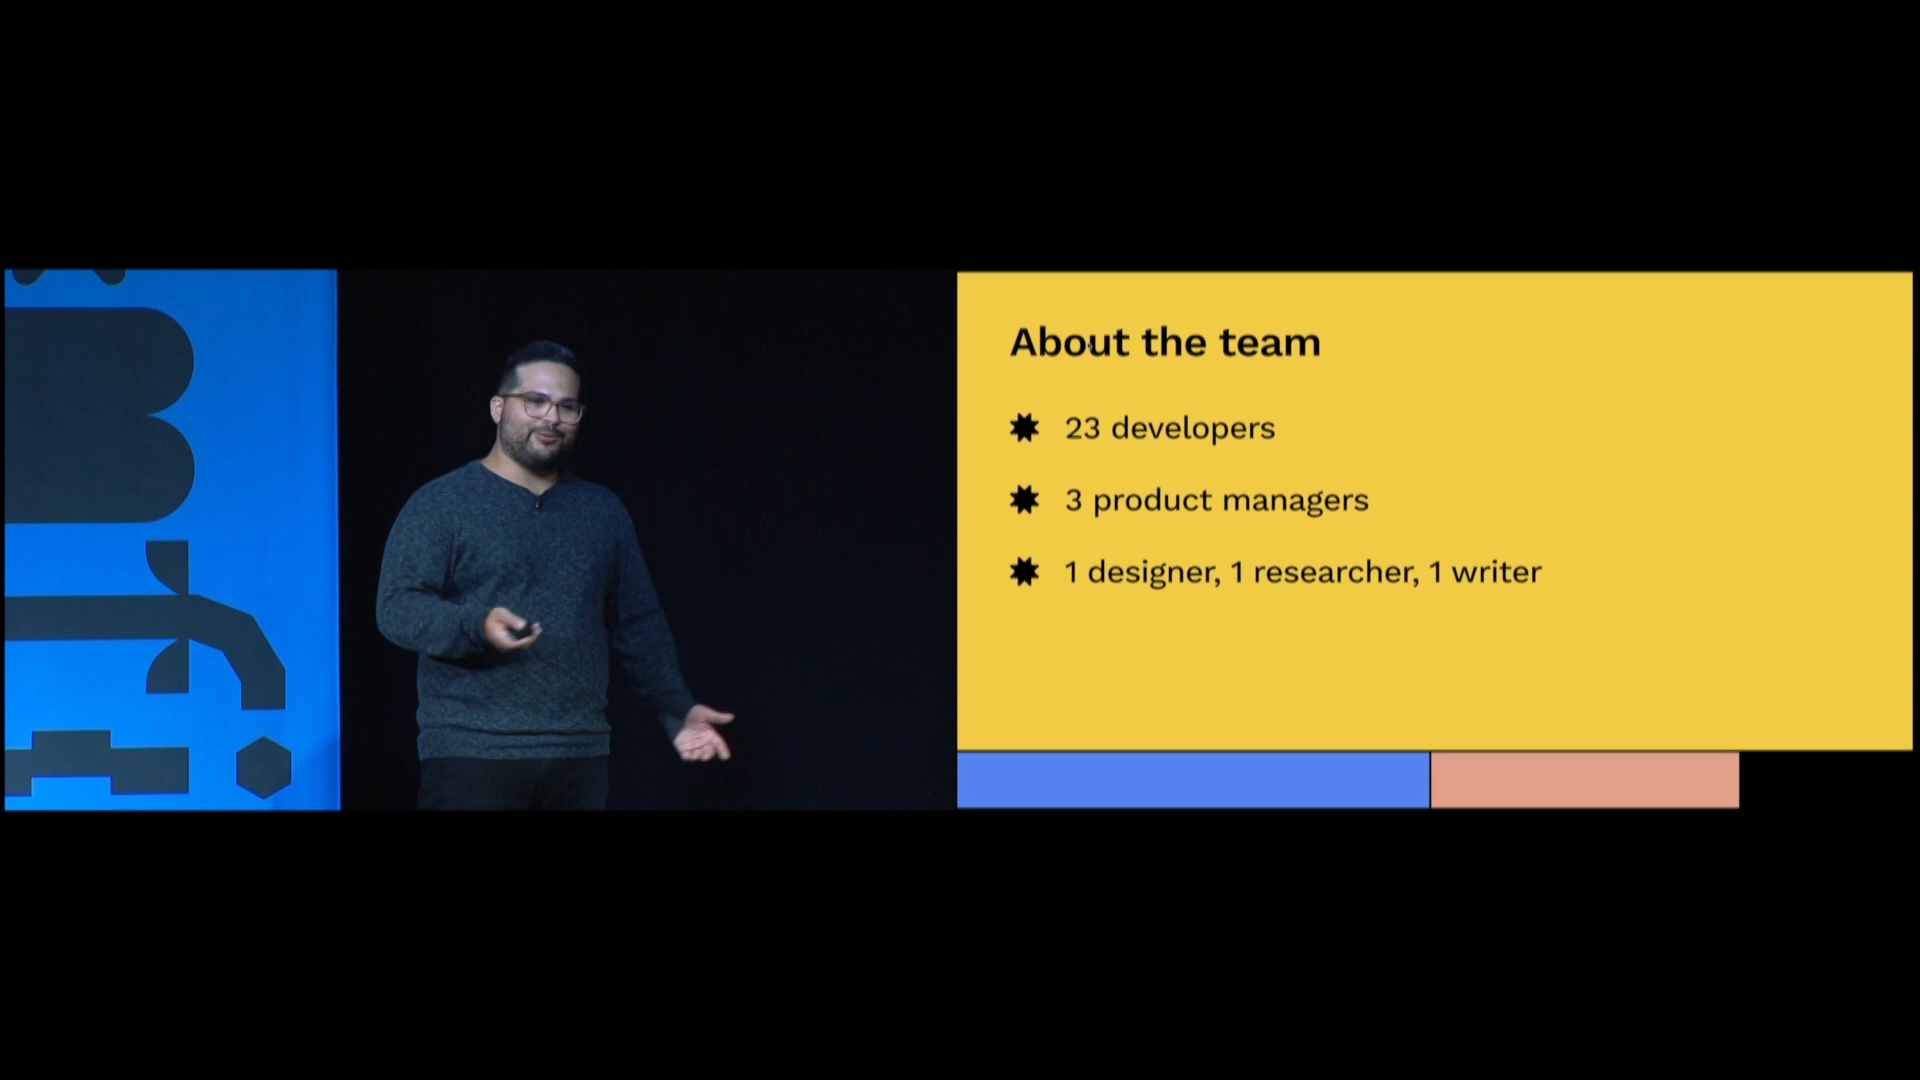 About the team
23 developers
3 product managers
1 designer, 1 researcher, 1 writer